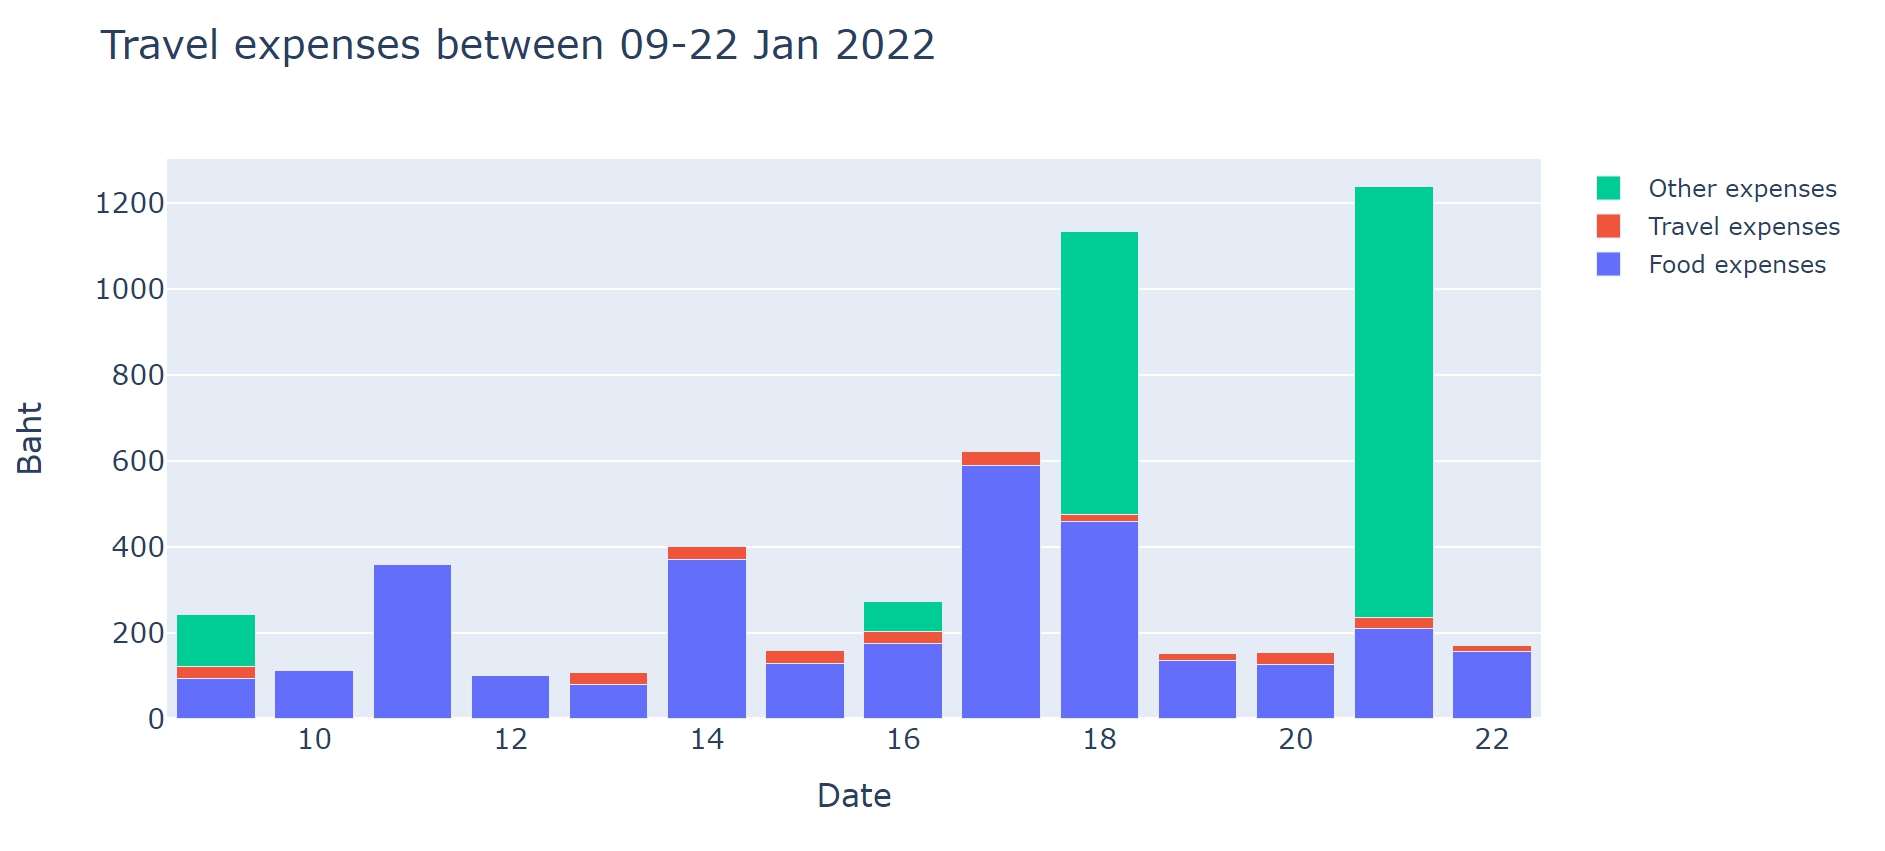 Travel expenses between 09-22 Jan 2022
1200
1000
800
600
400
200
0
Baht
10 12 14 16 18 20 22
Date
Other expenses
Travel expenses
Food expenses